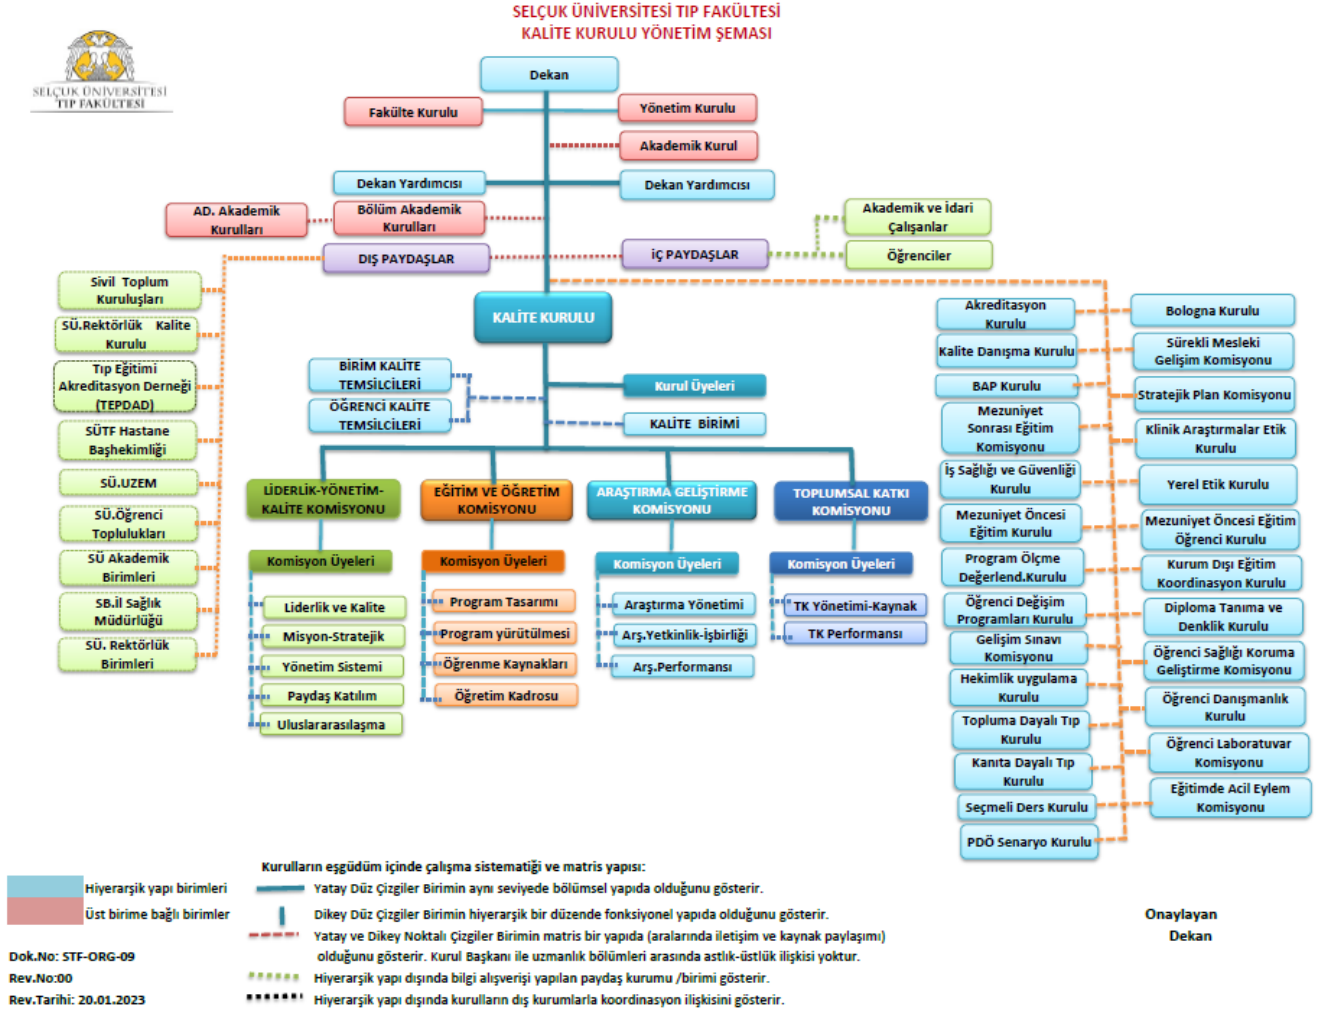 SELÇUK ÜNİVERSİTESİ TIP FAKÜLTESİ
KALİTE KURULU YÖNETİM ŞEMASI
SELÇUK ÜNİVERSİTESİ
TIP FAKÜLTESİ
Dekan
Fakülte Kurulu
Yönetim Kurulu
Akademik Kurul
Dekan Yardımcısı
Dekan Yardımcısı
AD. Akademik
Kurulları
Bölüm Akademik
Kurulları
Akademik ve İdari
Çalışanlar
Öğrenciler
DIŞ PAYDAŞLAR
İÇ PAYDAŞLAR
Sivil Toplum
Kuruluşları
SÜ.Rektörlük Kalite
Kurulu
Tıp Eğitimi
Akreditasyon Derneği
(TEPDAD)
SÜTF Hastane
Başhekimliği
SÜ.UZEM
SÜ.Öğrenci
Toplulukları
SÜ Akademik
Birimleri
SB.İl Sağlık
Müdürlüğü
SÜ. Rektörlük
Birimleri
KALİTE KURULU
BİRİM KALİTE
TEMSİLCİLERİ
ÖĞRENCİ KALİTE
TEMSİLCİLERİ
Kurul Üyeleri
KALİTE BİRİMİ
LİDERLİK-YÖNETİM-
KALİTE KOMİSYONU
Komisyon Üyeleri
Liderlik ve Kalite
Misyon-Stratejik
Yönetim Sistemi
Paydaş Katılım
Uluslararasılaşma
EĞİTİM VE ÖĞRETİM
KOMİSYONU
Komisyon Üyeleri
Program Tasarımı
Program yürütülmesi
Öğrenme Kaynakları
Öğretim Kadrosu
ARAŞTIRMA GELİŞTİRME
KOMİSYONU
Komisyon Üyeleri
Araştırma Yönetimi
Arş.Yetkinlik-İşbirliği
Arş.Performansı
TOPLUMSAL KATKI
KOMİSYONU
Komisyon Üyeleri
TK Yönetimi-Kaynak
TK Performansı
Akreditasyon
Kurulu
Kalite Danışma Kurulu
BAP Kurulu
Mezuniyet
Sonrası Eğitim
Komisyonu
İş Sağlığı ve Güvenliği
Kurulu
Mezuniyet Öncesi
Eğitim Kurulu
Program Ölçme
Değerlend.Kurulu
Öğrenci Değişim
Programları Kurulu
Gelişim Sınavı
Komisyonu
Hekimlik uygulama
Kurulu
Topluma Dayalı Tıp
Kurulu
Kanıta Dayalı Tıp
Kurulu
Seçmeli Ders Kurulu
PDÖ Senaryo Kurulu
Bologna Kurulu
Sürekli Mesleki
Gelişim Komisyonu
Stratejik Plan Komisyonu
Klinik Araştırmalar Etik
Kurulu
Yerel Etik Kurulu
Mezuniyet Öncesi Eğitim
Öğrenci Kurulu
Kurum Dışı Eğitim
Koordinasyon Kurulu
Diploma Tanıma ve
Denklik Kurulu
Öğrenci Sağlığı Koruma
Geliştirme Komisyonu
Öğrenci Danışmanlık
Kurulu
Öğrenci Laboratuvar
Komisyonu
Eğitimde Acil Eylem
Komisyonu
Hiyerarşik yapı birimleri
Üst birime bağlı birimler
Dok.No: STF-ORG-09
Rev.No:00
Rev.Tarihi: 20.01.2023
Kurulların eşgüdüm içinde çalışma sistematiği ve matris yapısı:
Yatay Düz Çizgiler Birimin aynı seviyede bölümsel yapıda olduğunu gösterir.
Dikey Düz Çizgiler Birimin hiyerarşik bir düzende fonksiyonel yapıda olduğunu gösterir.
Yatay ve Dikey Noktalı Çizgiler Birimin matris bir yapıda (aralarında iletişim ve kaynak paylaşımı)
olduğunu gösterir. Kurul Başkanı ile uzmanlık bölümleri arasında astlık-üstlük ilişkisi yoktur.
Hiyerarşik yapı dışında bilgi alışverişi yapılan paydaş kurumu /birimi gösterir.
Hiyerarşik yapı dışında kurulların dış kurumlarla koordinasyon ilişkisini gösterir.
Onaylayan
Dekan